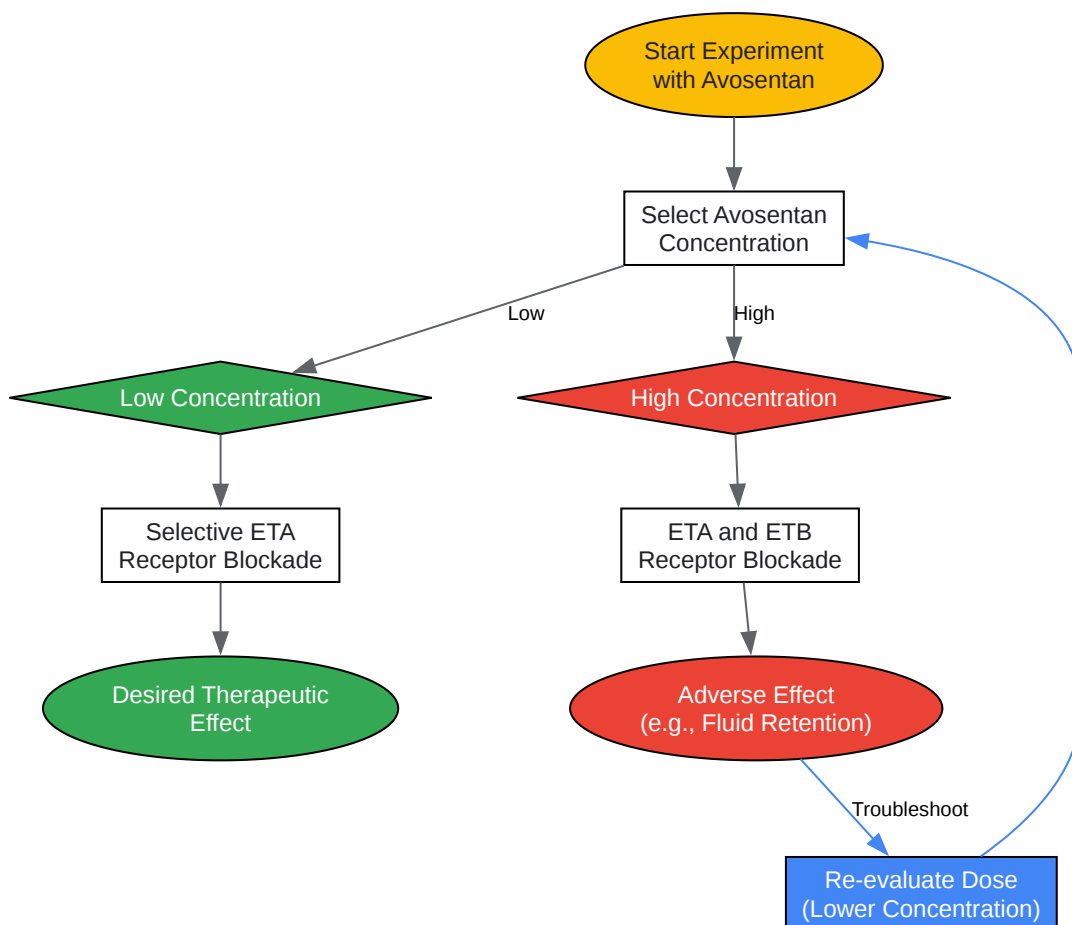 Start Experiment
with Avosentan
Select Avosentan
Concentration
Low
High
Low Concentration
High Concentration
Selective ETA
Receptor Blockade
ETA and ETB
Receptor Blockade
Desired Therapeutic
Effect
Adverse Effect
(e.g., Fluid Retention)
Troubleshoot
Re-evaluate Dose
(Lower Concentration)